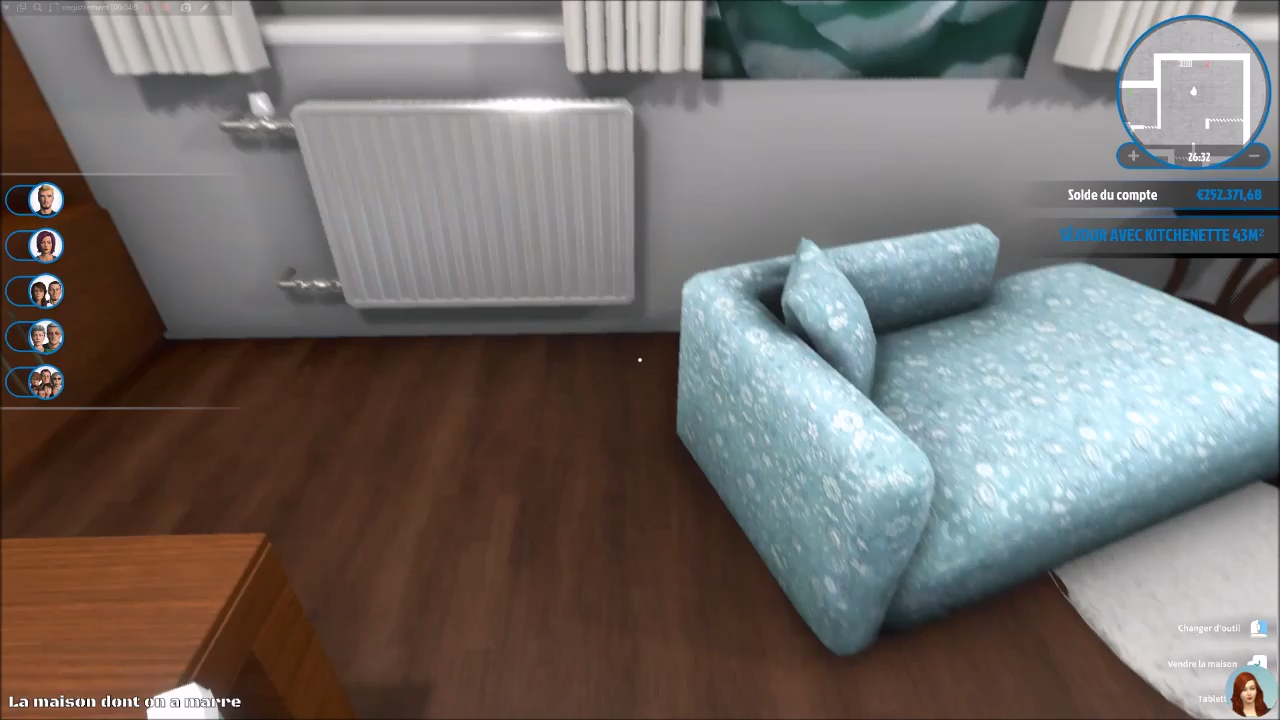 26:32
Solde du compte €292.371,68
SÉJOUR AVEC KITCHENETTE 43M²
Changer d'outil
Vendre la maison
La maison dont on a marre